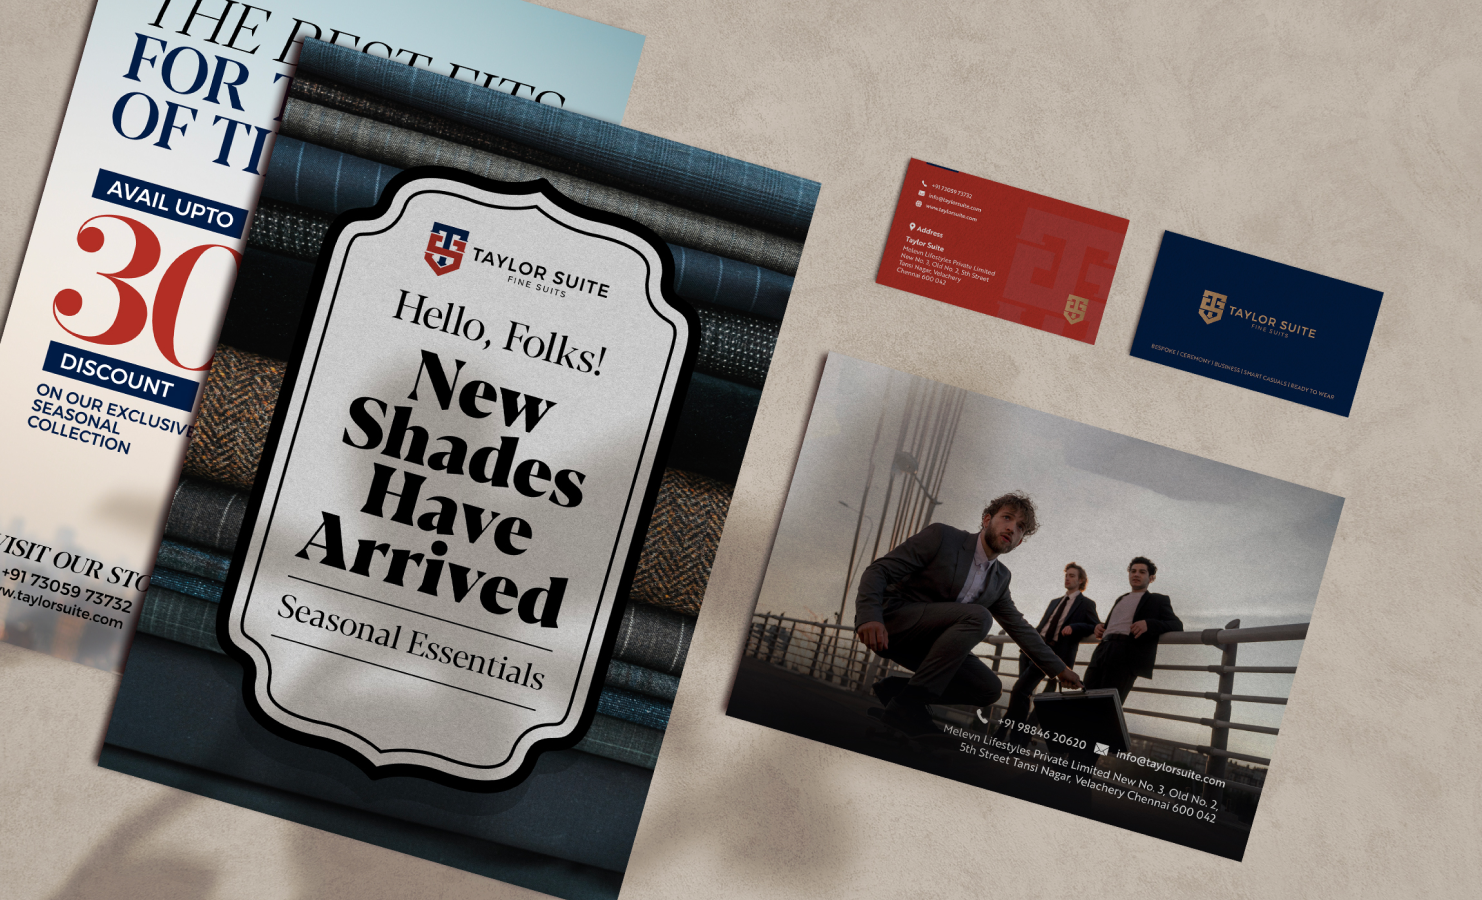 THE BEST FITS
FOR
OF
AVAIL UPTO
30
DISCOUNT
ON OUR EXCLUSIVE
SEASONAL
COLLECTION
VISIT OUR
+91 73059 73732
www.taylorsuite.com
TAYLOR SUITE
FINE SUITS
Hello, Folks!
New
Shades
Have
Arrived
Seasonal Essentials
+91 73059 73732
info@taylorsuite.com
www.taylorsuite.com
Address
Taylor Suite
Melevn Lifestyles Private Limited
New No. 3, Old No. 2, 5th Street
Tansi Nagar, Velachery
Chennai 600 042
TAYLOR SUITE
FINE SUITS
BESPOKE | CEREMONY | BUSINESS | SMART CASUALS | READY TO WEAR
+91 98846 20620 info@taylorsuite.com
Melevn Lifestyles Private Limited New No. 3, Old No. 2,
5th Street Tansi Nagar, Velachery Chennai 600 042